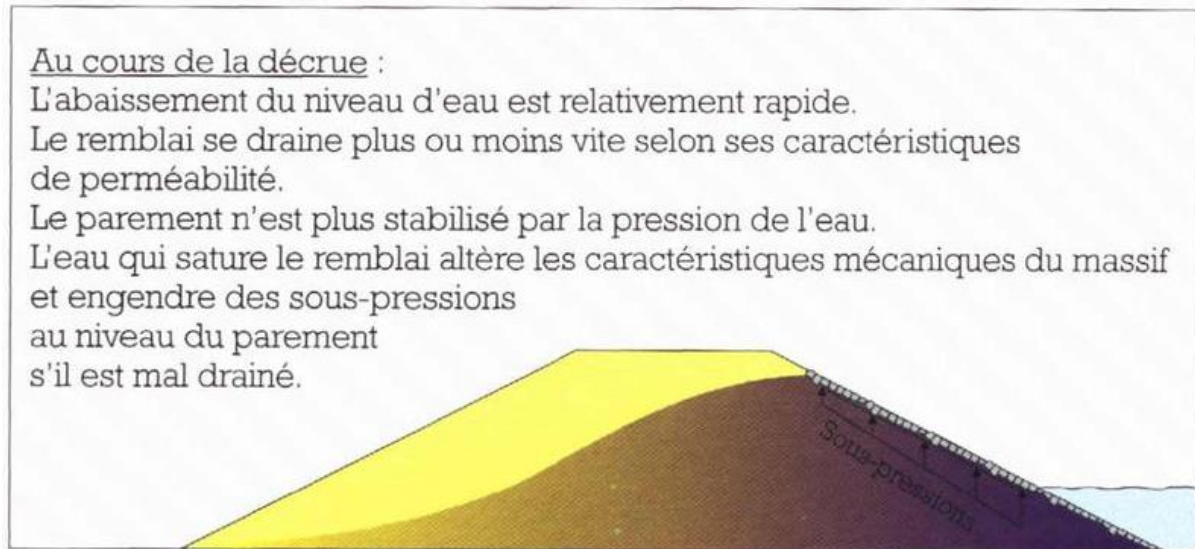 Au cours de la décrue :
L'abaissement du niveau d'eau est relativement rapide.
Le remblai se draine plus ou moins vite selon ses caractéristiques
de perméabilité.
Le parement n'est plus stabilisé par la pression de l'eau.
L'eau qui sature le remblai altère les caractéristiques mécaniques du massif
et engendre des sous-pressions
au niveau du parement
s'il est mal drainé.
Sous-pressions